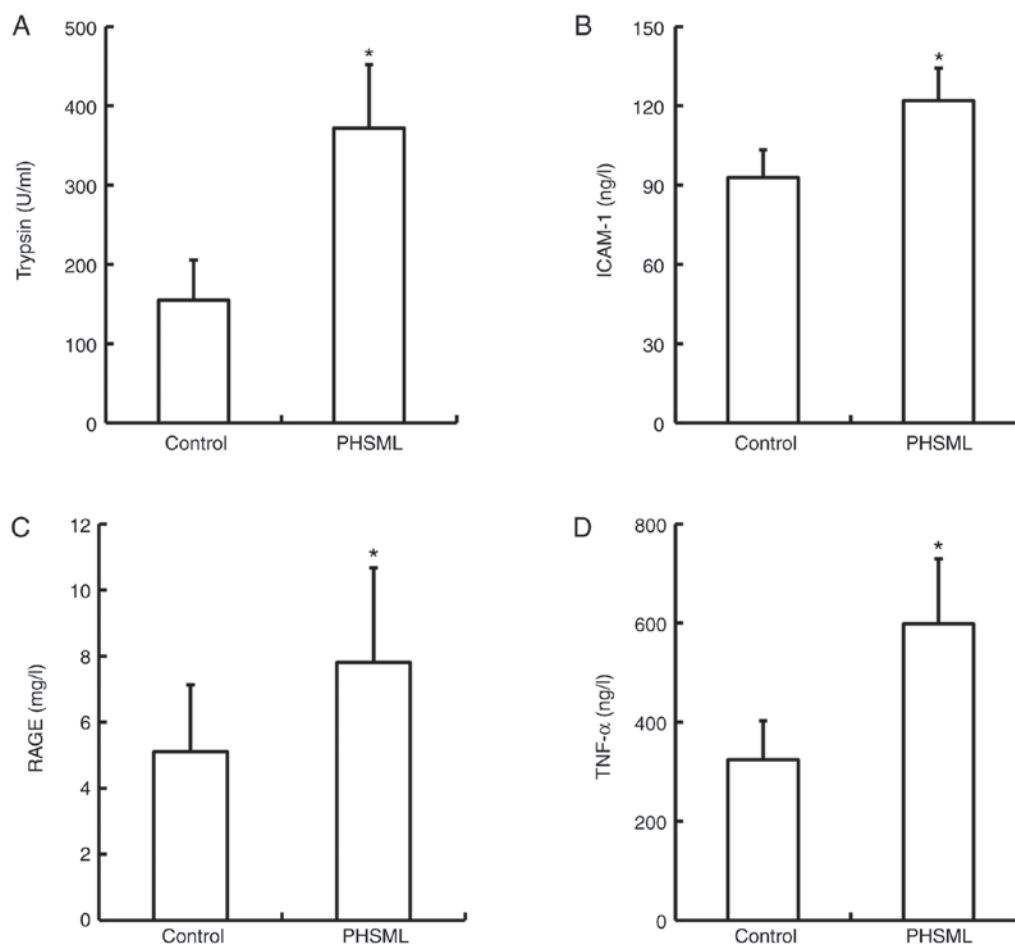 A
Trypsin (U/ml)
500
400
300
200
100
0
*
Control
PHSML
B
ICAM-1 (ng/l)
150
120
90
60
30
0
*
Control
PHSML
C
RAGE (mg/l)
12
10
8
6
4
2
0
*
Control
PHSML
D
TNF-α (ng/l)
800
600
400
200
0
*
Control
PHSML